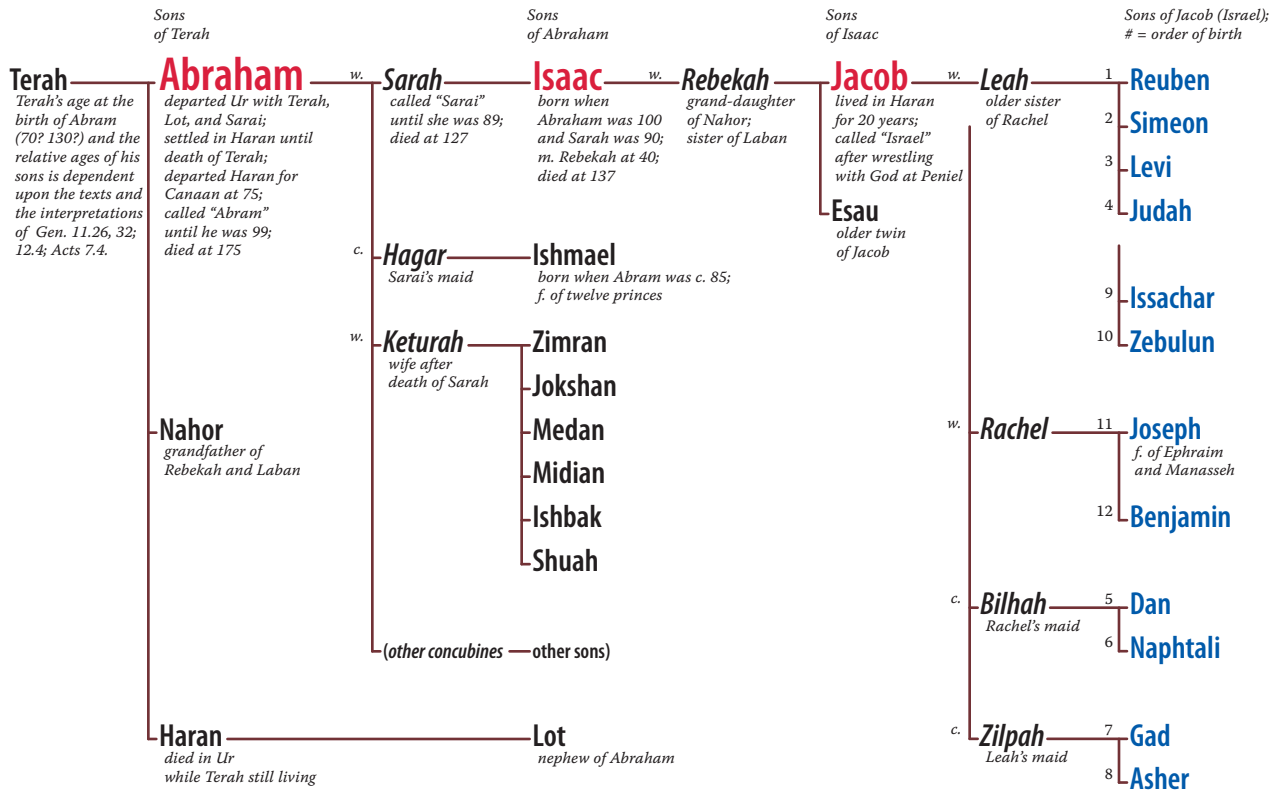 Sons
of Terah
Sons
of Abraham
Sons
of Isaac
Sons of Jacob (Israel);
# = order of birth
Terah
Terah's age at the
birth of Abram
(70? 130?) and the
relative ages of his
sons is dependent
upon the texts and
the interpretations
of Gen. 11.26, 32;
12.4; Acts 7.4.
Abraham
departed Ur with Terah,
Lot, and Sarai;
settled in Haran until
death of Terah;
departed Haran for
Canaan at 75;
called “Abram”
until he was 99;
died at 175
w.
Sarah
called “Sarai”
until she was 89;
died at 127
Isaac
born when
Abraham was 100
and Sarah was 90;
m. Rebekah at 40;
died at 137
w.
Rebekah
grand-daughter
of Nahor;
sister of Laban
Jacob
lived in Haran
for 20 years;
called “Israel”
after wrestling
with God at Peniel
Esau
older twin
of Jacob
w.
Leah
older sister
of Rachel
1 Reuben
2 Simeon
3 Levi
4 Judah
9 Issachar
10 Zebulun
c.
Hagar
Sarai's maid
Ishmael
born when Abram was c. 85;
f. of twelve princes
w.
Keturah
wife after
death of Sarah
Zimran
Jokshan
Medan
Midian
Ishbak
Shuah
Nahor
grandfather of
Rebekah and Laban
w.
Rachel
11 Joseph
f. of Ephraim
and Manasseh
12 Benjamin
c.
Bilhah
Rachel's maid
5 Dan
6 Naphtali
(other concubines
other sons)
Haran
died in Ur
while Terah still living
Lot
nephew of Abraham
c.
Zilpah
Leah's maid
7 Gad
8 Asher